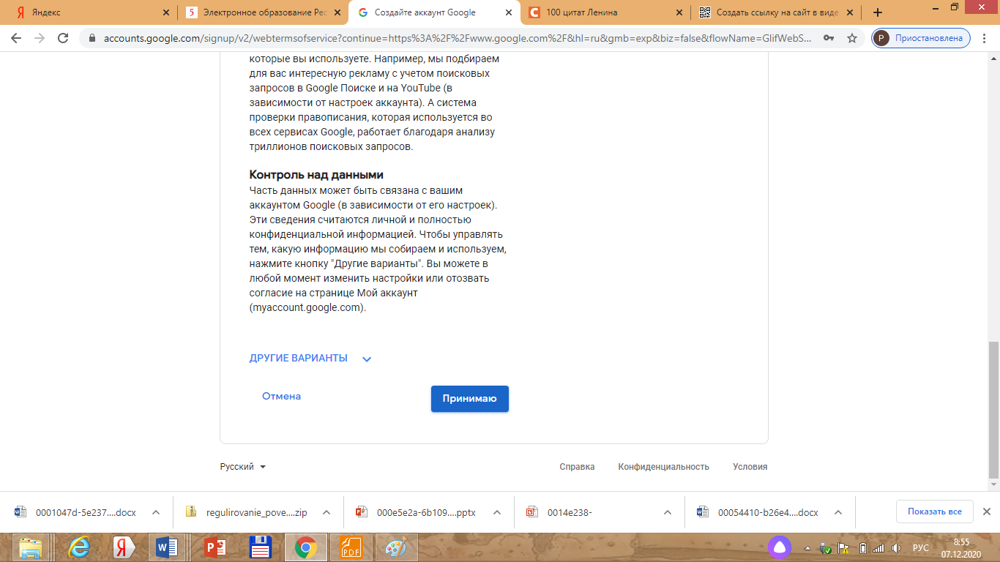 Яндекс
5 Электронное образование Рес
Создайте аккаунт Google
100 цитат Ленина
Создать ссылку на сайт в виде
accounts.google.com/signup/v2/webtermsofservice?continue=https%3A%2F%2Fwww.google.com%2F&hl=ru&gmb=exp&biz=false&flowName=GlifWebS...
P Приостановлена
которые вы используете. Например, мы подбираем
для вас интересную рекламу с учетом поисковых
запросов в Google Поиске и на YouTube (в
зависимости от настроек аккаунта). А система
проверки правописания, которая используется во
всех сервисах Google, работает благодаря анализу
триллионов поисковых запросов.
Контроль над данными
Часть данных может быть связана с вашим
аккаунтом Google (в зависимости от его настроек).
Эти сведения считаются личной и полностью
конфиденциальной информацией. Чтобы управлять
тем, какую информацию мы собираем и используем,
нажмите кнопку "Другие варианты". Вы можете в
любой момент изменить настройки или отозвать
согласие на странице Мой аккаунт
(myaccount.google.com).
ДРУГИЕ ВАРИАНТЫ
Отмена
Принимаю
Русский
Справка
Конфиденциальность
Условия
0001047d-5e237....docx
regulirovanie_pove....zip
000e5e2a-6b109....pptx
0014e238-
00054410-b26e4....docx
Показать все
PDF
РУС
8:55
07.12.2020